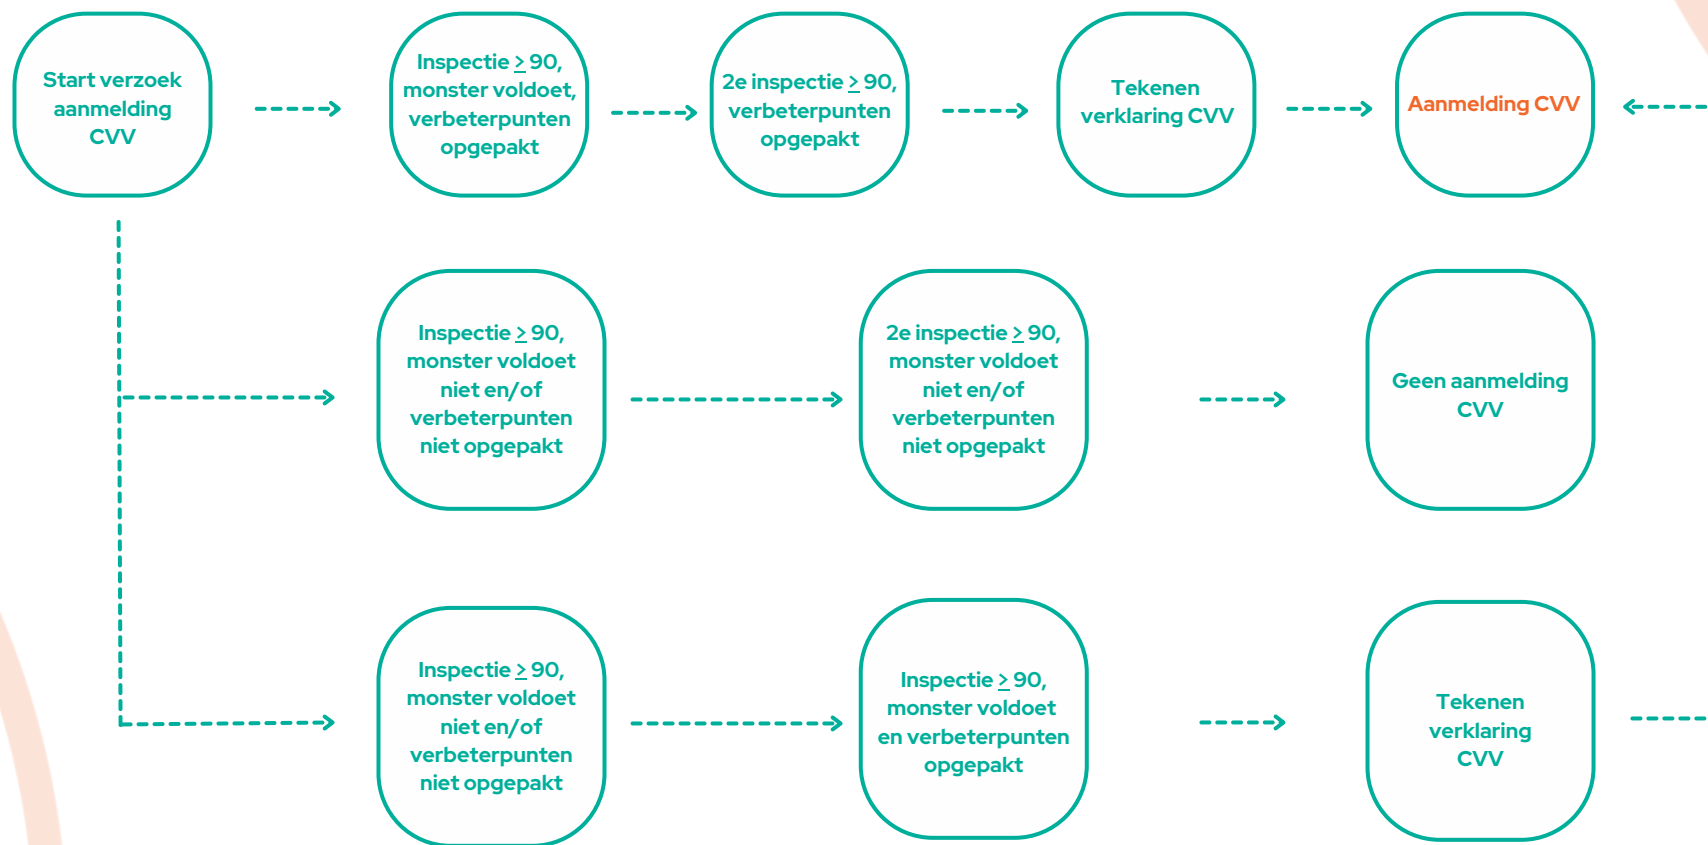 Start verzoek
aanmelding
CVV
Inspectie ≥ 90,
monster voldoet,
verbeterpunten
opgepakt
2e inspectie ≥ 90,
verbeterpunten
opgepakt
Tekenen
verklaring CVV
Aanmelding CVV
Inspectie ≥ 90,
monster voldoet
niet en/of
verbeterpunten
niet opgepakt
2e inspectie ≥ 90,
monster voldoet
niet en/of
verbeterpunten
niet opgepakt
Geen aanmelding
CVV
Inspectie ≥ 90,
monster voldoet
niet en/of
verbeterpunten
niet opgepakt
Inspectie ≥ 90,
monster voldoet
en verbeterpunten
opgepakt
Tekenen
verklaring
CVV